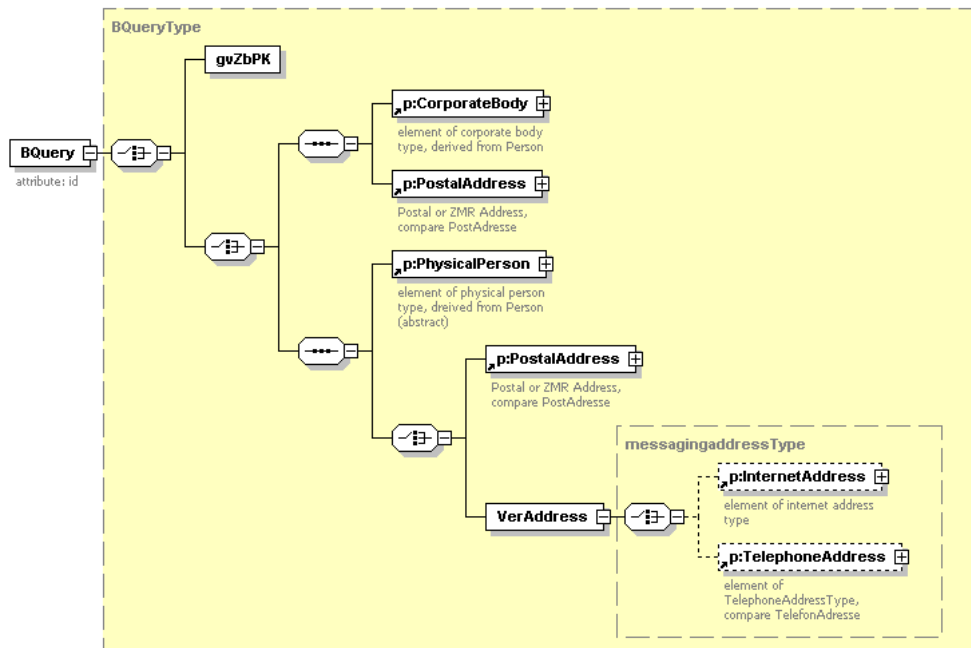 BQueryType
gvZbPK
p:CorporateBody
element of corporate body
type, derived from Person
BQuery
attribute: id
p:PostalAddress
Postal or ZMR Address,
compare PostAdresse
p:PhysicalPerson
element of physical person
type, dreived from Person
(abstract)
p:PostalAddress
Postal or ZMR Address,
compare PostAdresse
messagingaddressType
p:InternetAddress
element of internet address
type
VerAddress
p:TelephoneAddress
element of
TelephoneAddressType,
compare TelefonAdresse